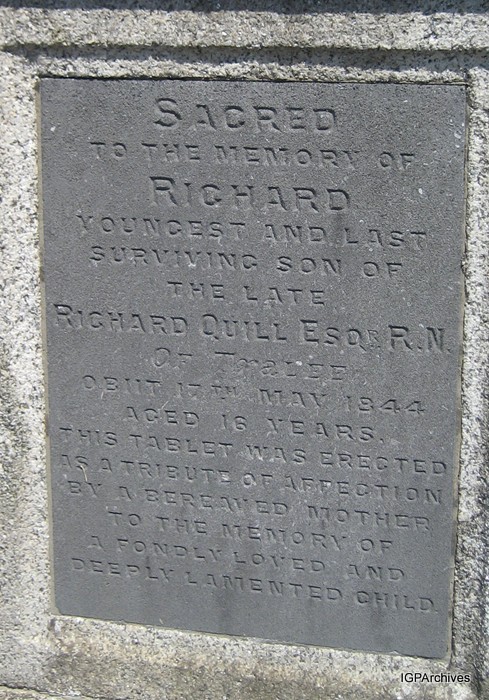 SACRED
TO THE MEMORY OF
RICHARD
YOUNGEST AND LAST
SURVIVING SON OF
THE LATE
RICHARD QUILL ESQR R.N.
OF TRALEE
OBIIT 17TH MAY 1844
AGED 16 YEARS.
THIS TABLET WAS ERECTED
AS A TRIBUTE OF AFFECTION
BY A BEREAVED MOTHER
TO THE MEMORY OF
A FONDLY LOVED AND
DEEPLY LAMENTED CHILD.
IGPArchives